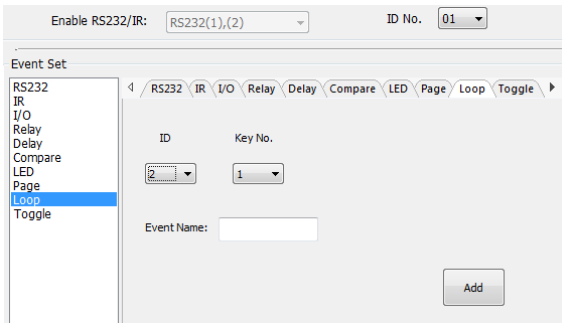 Enable RS232/IR: RS232(1),(2) ID No. 01
Event Set
RS232
IR
I/O
Relay
Delay
Compare
LED
Page
Loop
Toggle
RS232 IR I/O Relay Delay Compare LED Page Loop Toggle
ID Key No.
2 1
Event Name:
Add